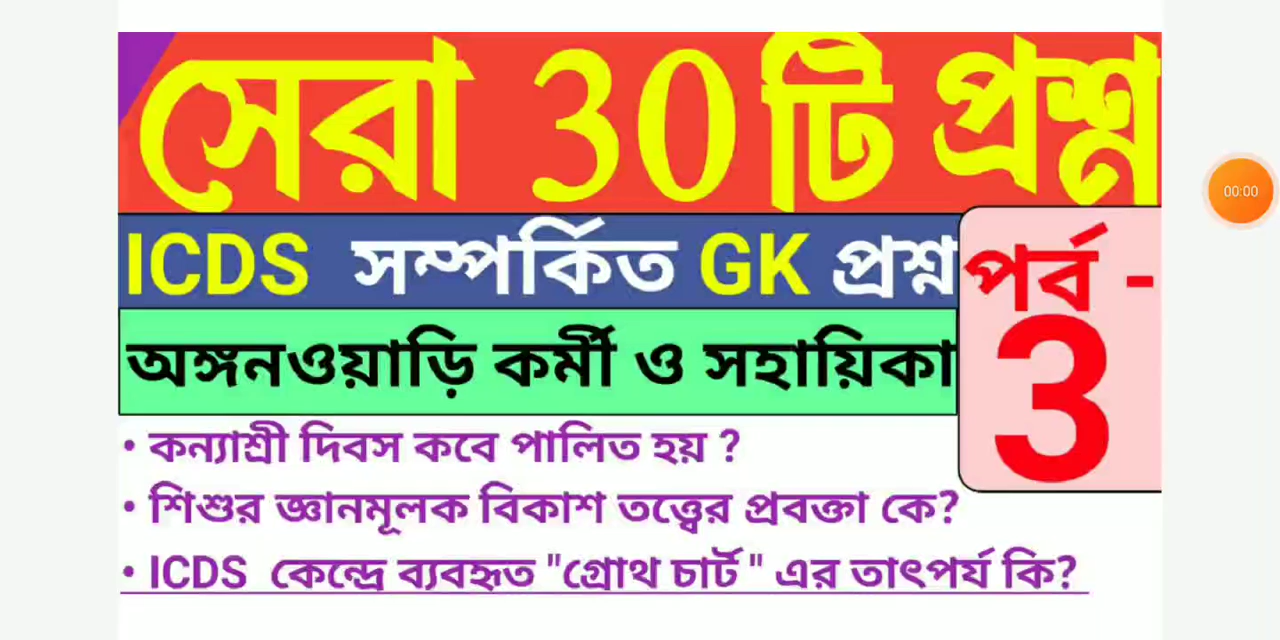 সেরা 30 টি প্রশ্ন
ICDS সম্পর্কিত GK প্রশ্ন
পর্ব -
3
অঙ্গনওয়াড়ি কর্মী ও সহায়িকা
• কন্যাশ্রী দিবস কবে পালিত হয় ?
• শিশুর জ্ঞানমূলক বিকাশ তত্ত্বের প্রবক্তা কে?
• ICDS কেন্দ্রে ব্যবহৃত "গ্রোথ চার্ট " এর তাৎপর্য কি?
00:00